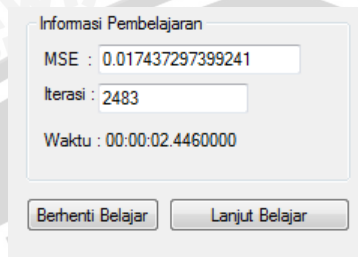 Informasi Pembelajaran
MSE : 0.017437297399241
Iterasi : 2483
Waktu : 00:00:02.4460000
Berhenti Belajar Lanjut Belajar